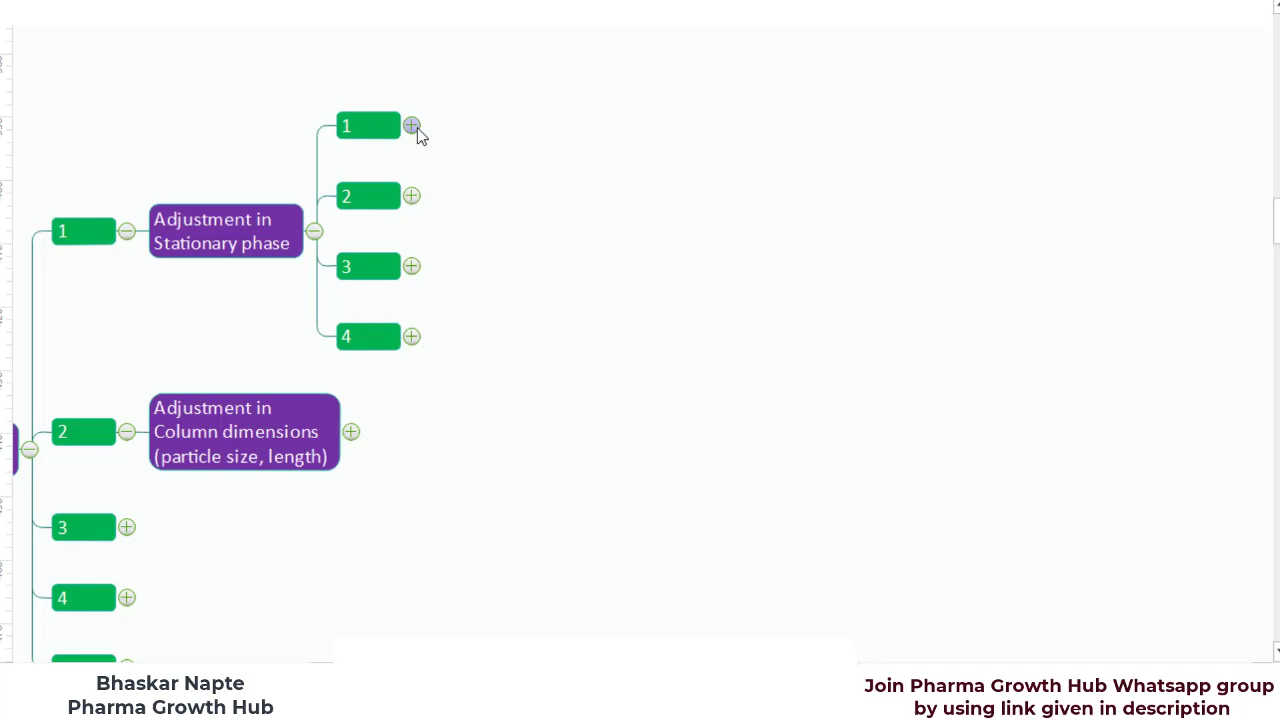 1
2
1
Adjustment in
Stationary phase
3
4
2
Adjustment in
Column dimensions
(particle size, length)
3
4
Bhaskar Napte
Pharma Growth Hub
Join Pharma Growth Hub Whatsapp group
by using link given in description